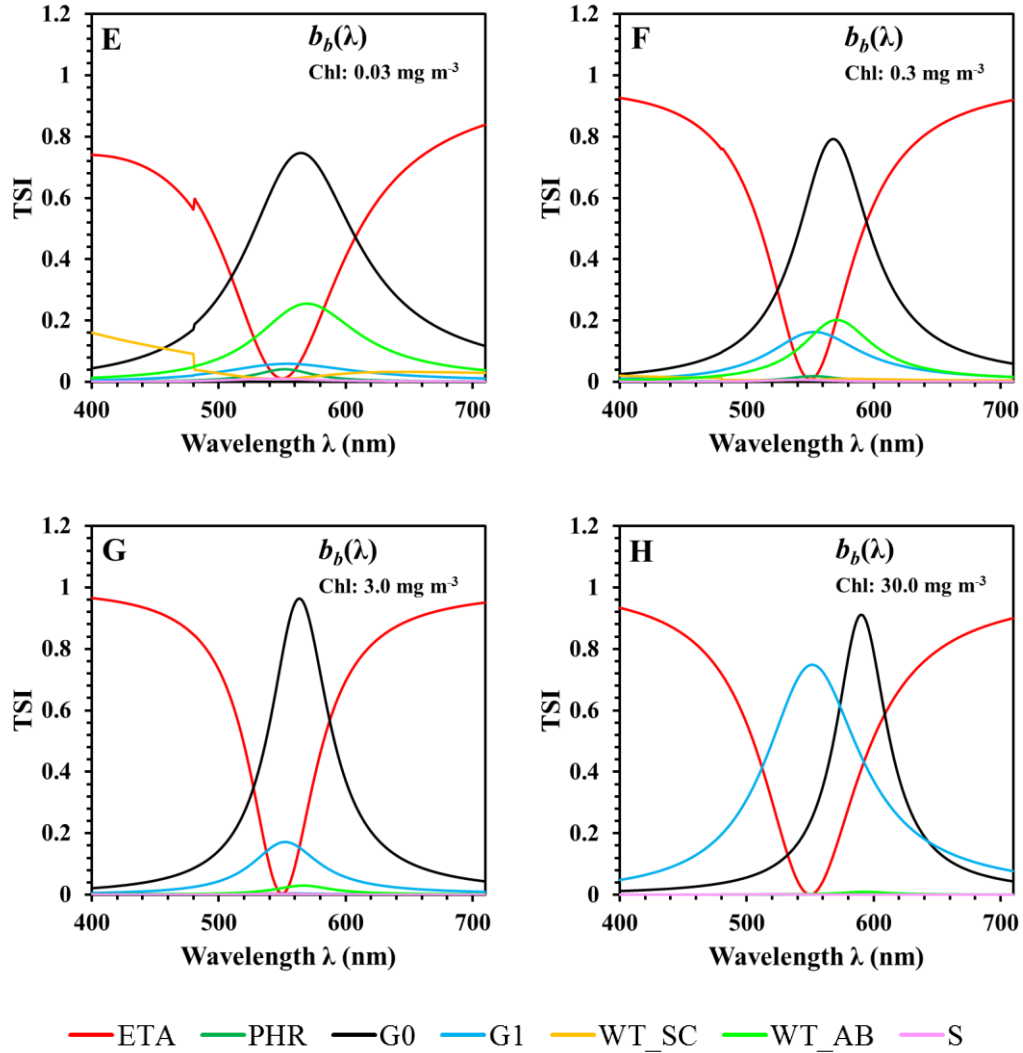 E
b_b(λ)
Chl: 0.03 mg m⁻³
TSI
1.2
1
0.8
0.6
0.4
0.2
0
400 500 600 700
Wavelength λ (nm)
F
b_b(λ)
Chl: 0.3 mg m⁻³
TSI
1.2
1
0.8
0.6
0.4
0.2
0
400 500 600 700
Wavelength λ (nm)
G
b_b(λ)
Chl: 3.0 mg m⁻³
TSI
1.2
1
0.8
0.6
0.4
0.2
0
400 500 600 700
Wavelength λ (nm)
H
b_b(λ)
Chl: 30.0 mg m⁻³
TSI
1.2
1
0.8
0.6
0.4
0.2
0
400 500 600 700
Wavelength λ (nm)
ETA PHR G0 G1 WT_SC WT_AB S